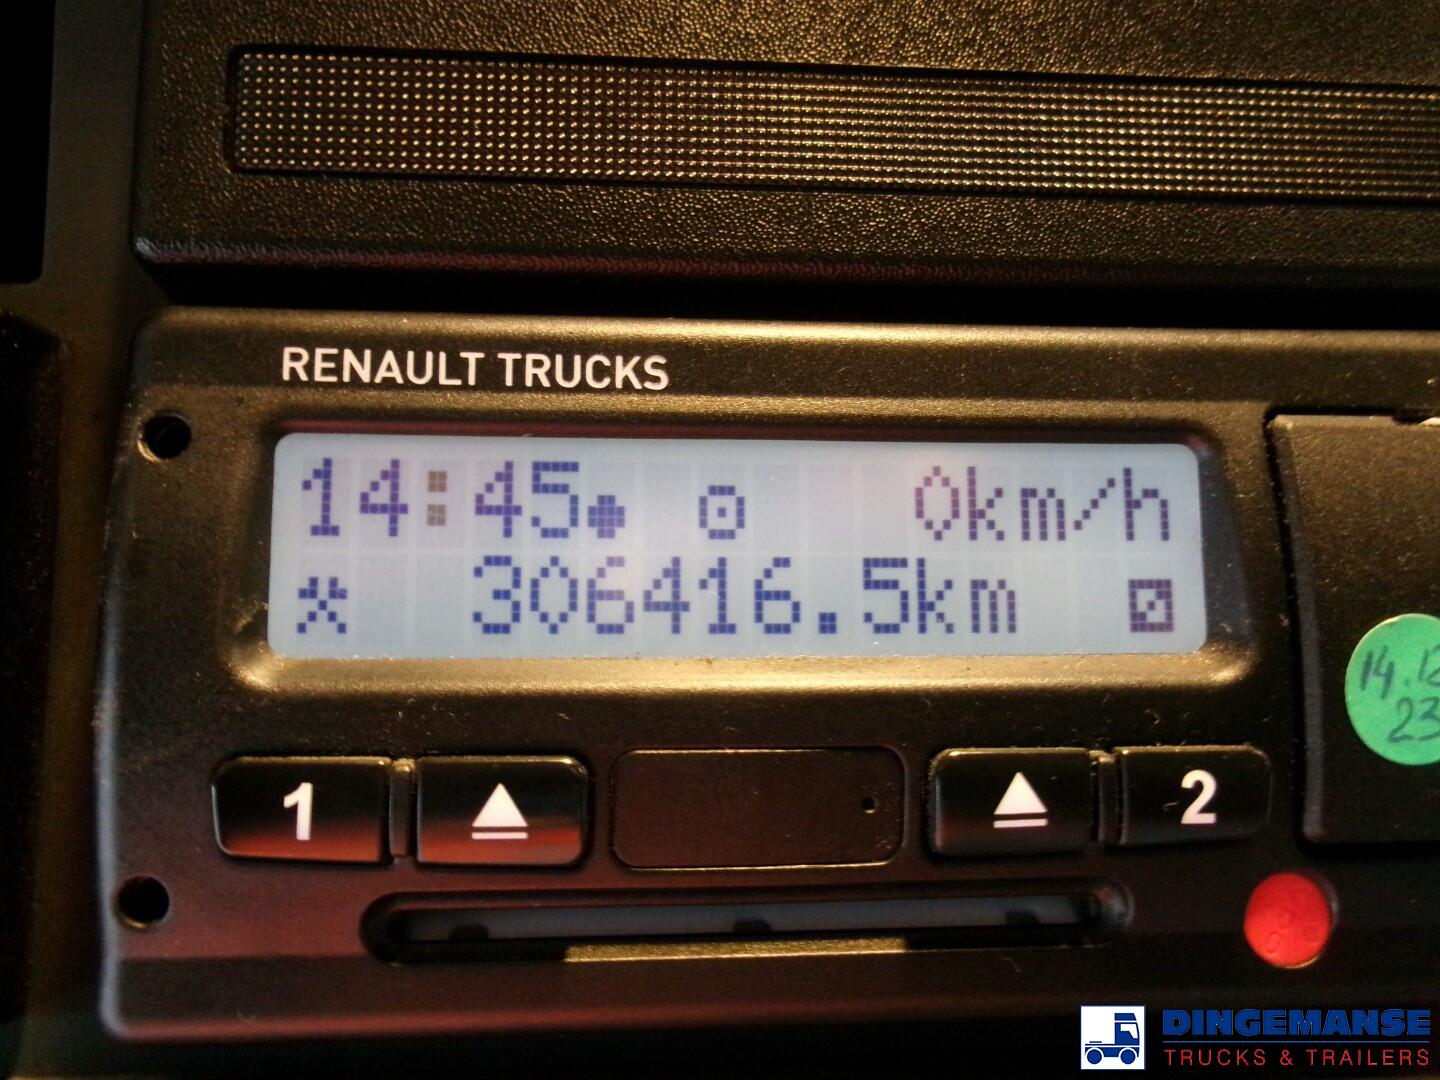 RENAULT TRUCKS
14:45 0km/h
306416.5km
1
2
14.12
23
DINGEMANSE
TRUCKS & TRAILERS